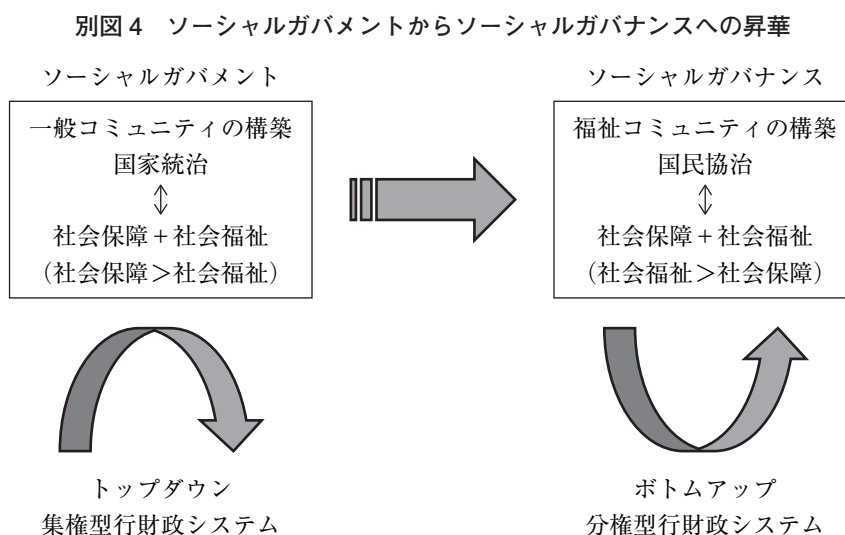 別図4 ソーシャルガバメントからソーシャルガバナンスへの昇華
ソーシャルガバメント
一般コミュニティの構築
国家統治
↕
社会保障+社会福祉
(社会保障>社会福祉)
トップダウン
集権型行財政システム
ソーシャルガバナンス
福祉コミュニティの構築
国民協治
↕
社会保障+社会福祉
(社会福祉>社会保障)
ボトムアップ
分権型行財政システム